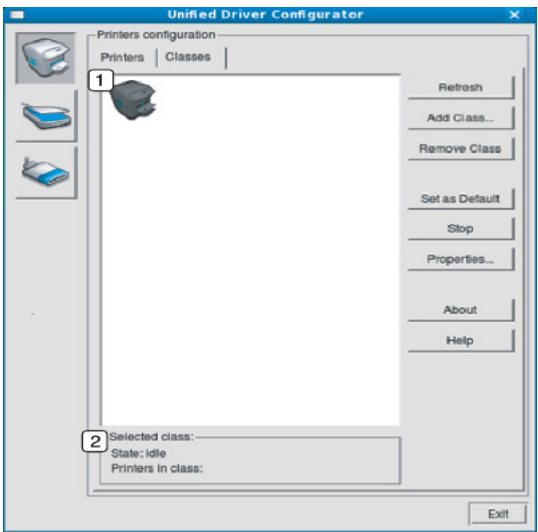 Unified Driver Configurator
Printers configuration
Printers
Classes
1
Refresh
Add Class...
Remove Class
Set as Default
Stop
Properties...
About
Help
2
Selected class:
State: idle
Printers in class:
Exit